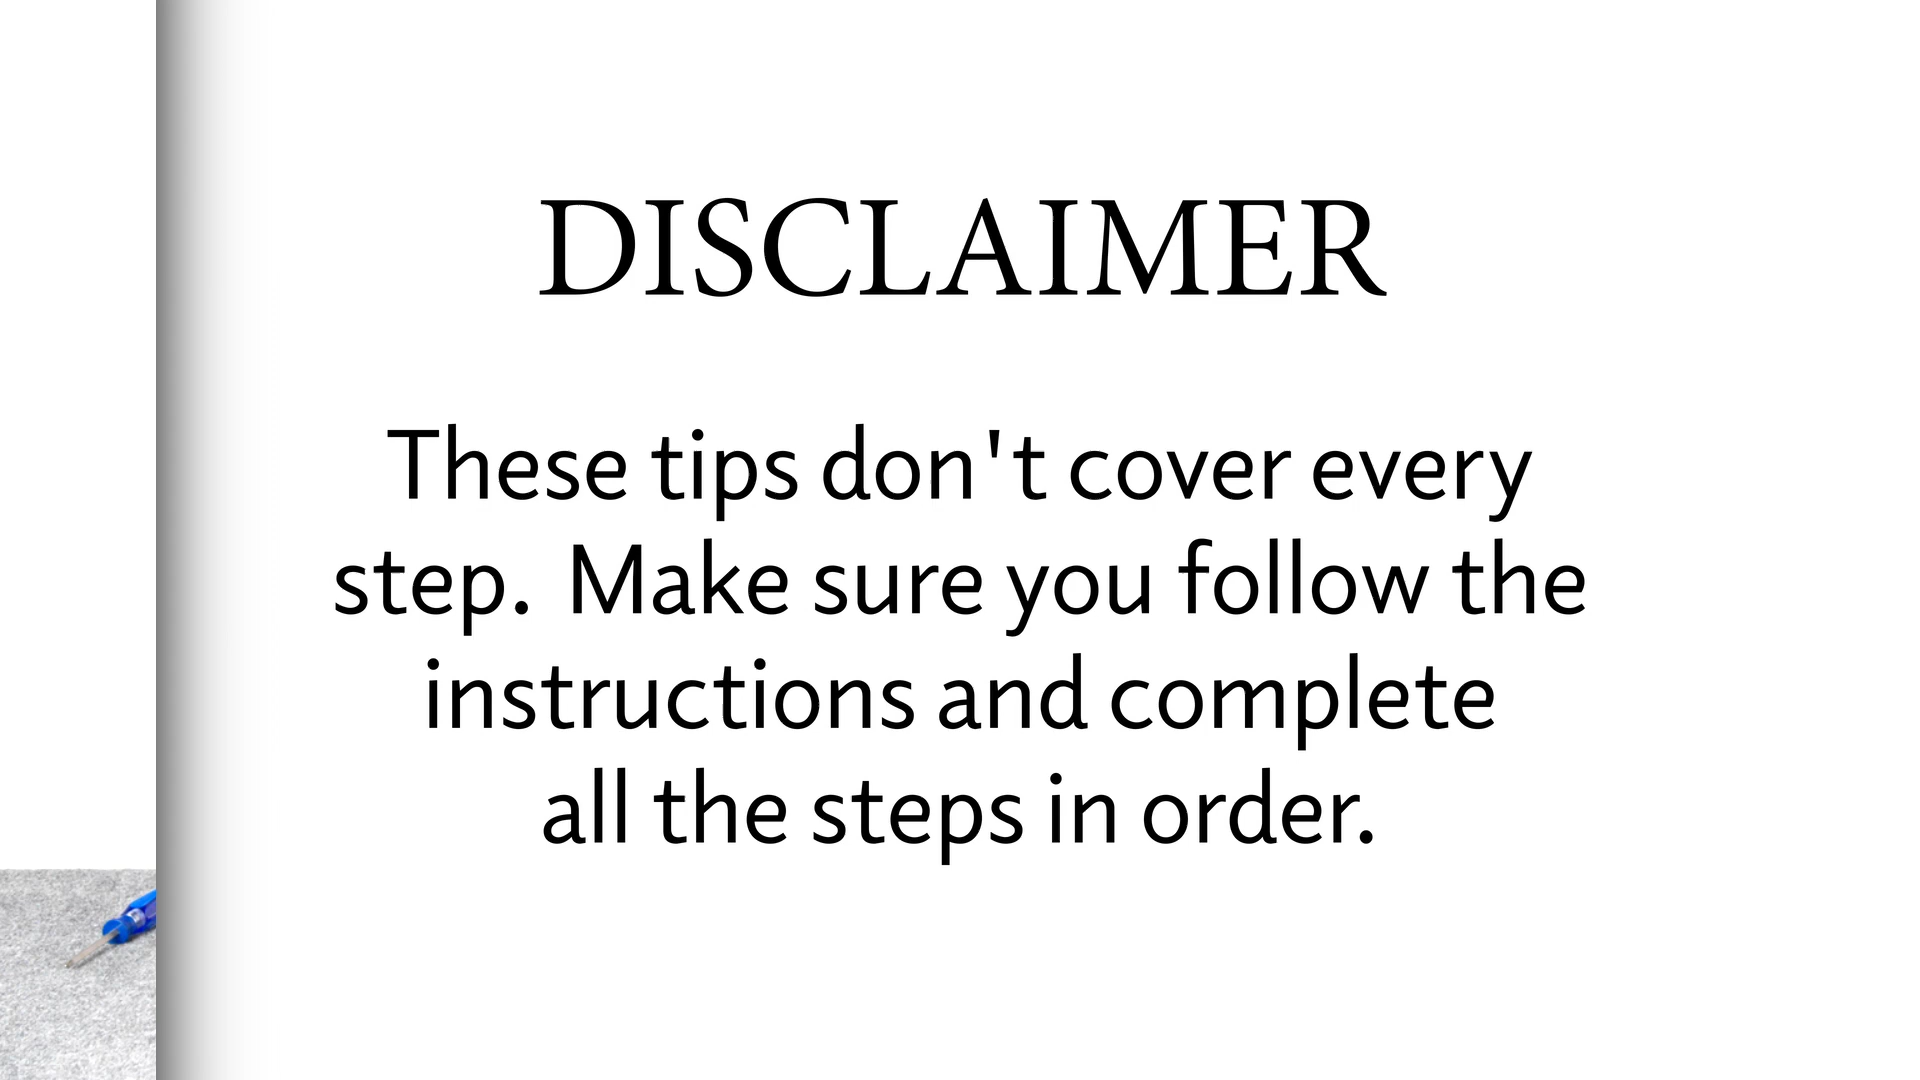 DISCLAIMER
These tips don't cover every
step.  Make sure you follow the
instructions and complete
all the steps in order.